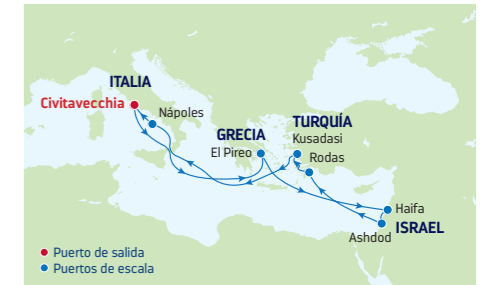 ITALIA
Civitavecchia
Nápoles
GRECIA
El Pireo
TURQUÍA
Kusadasi
Rodas
Haifa
ISRAEL
Ashdod
Puerto de salida
Puertos de escala